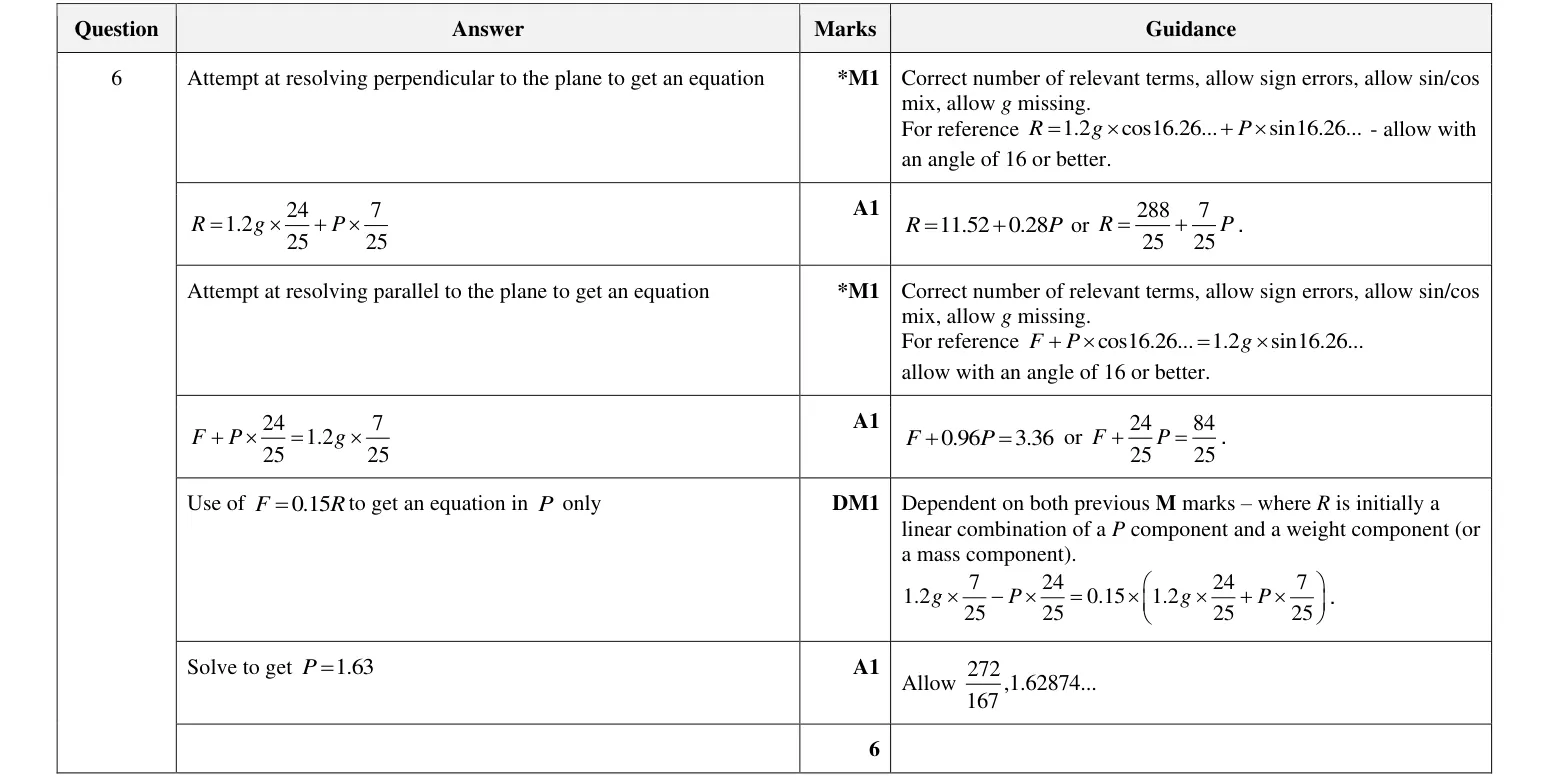 Question Answer Marks Guidance
6 Attempt at resolving perpendicular to the plane to get an equation *M1 Correct number of relevant terms, allow sign errors, allow sin/cos
mix, allow g missing.
For reference R = 1.2g × cos16.26... + P × sin16.26... - allow with
an angle of 16 or better.
R = 1.2g × 24/25 + P × 7/25 A1 R = 11.52 + 0.28P or R = 288/25 + 7/25 P .
Attempt at resolving parallel to the plane to get an equation *M1 Correct number of relevant terms, allow sign errors, allow sin/cos
mix, allow g missing.
For reference F + P × cos16.26... = 1.2g × sin16.26...
allow with an angle of 16 or better.
F + P × 24/25 = 1.2g × 7/25 A1 F + 0.96P = 3.36 or F + 24/25 P = 84/25 .
Use of F = 0.15R to get an equation in P only DM1 Dependent on both previous M marks – where R is initially a
linear combination of a P component and a weight component (or
a mass component).
1.2g × 7/25 − P × 24/25 = 0.15 × (1.2g × 24/25 + P × 7/25) .
Solve to get P = 1.63 A1 Allow 272/167 ,1.62874...
6